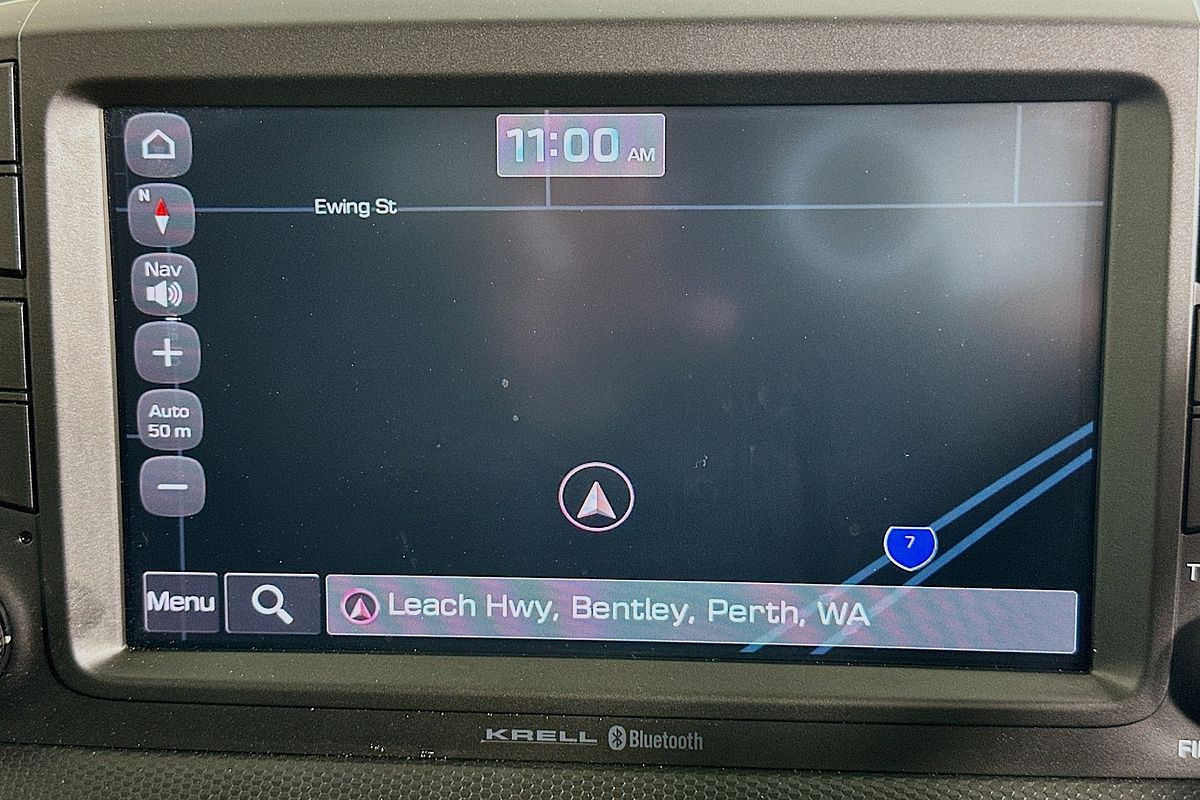 11:00 AM
N
Ewing St
Nav
Auto
50 m
7
Menu
Leach Hwy, Bentley, Perth, WA
KRELL Bluetooth